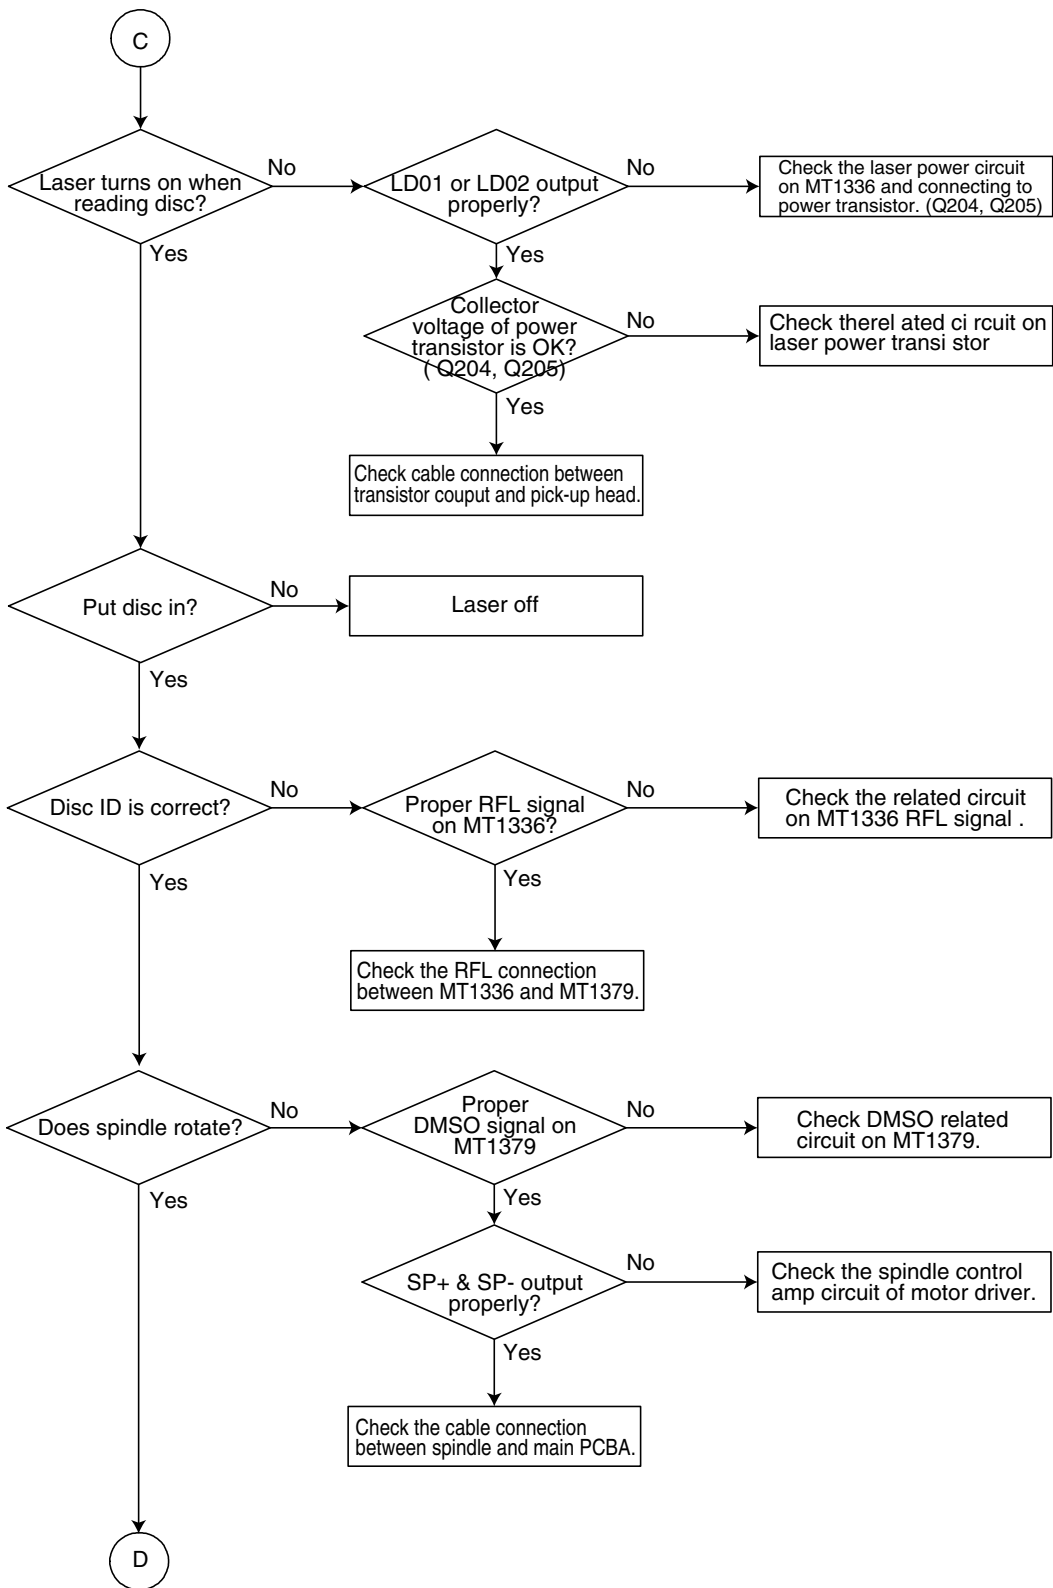 C
Laser turns on when
reading disc?
No
LD01 or LD02 output
properly?
No
Check the laser power circuit
on MT1336 and connecting to
power transistor. (Q204, Q205)
Yes
Yes
Collector
voltage of power
transistor is OK?
( Q204, Q205)
No
Check therel ated ci rcuit on
laser power transi stor
Yes
Check cable connection between
transistor couput and pick-up head.
Put disc in?
No
Laser off
Yes
Disc ID is correct?
No
Proper RFL signal
on MT1336?
No
Check the related circuit
on MT1336 RFL signal .
Yes
Yes
Check the RFL connection
between MT1336 and MT1379.
Does spindle rotate?
No
Proper
DMSO signal on
MT1379
No
Check DMSO related
circuit on MT1379.
Yes
Yes
SP+ & SP- output
properly?
No
Check the spindle control
amp circuit of motor driver.
Yes
Check the cable connection
between spindle and main PCBA.
D